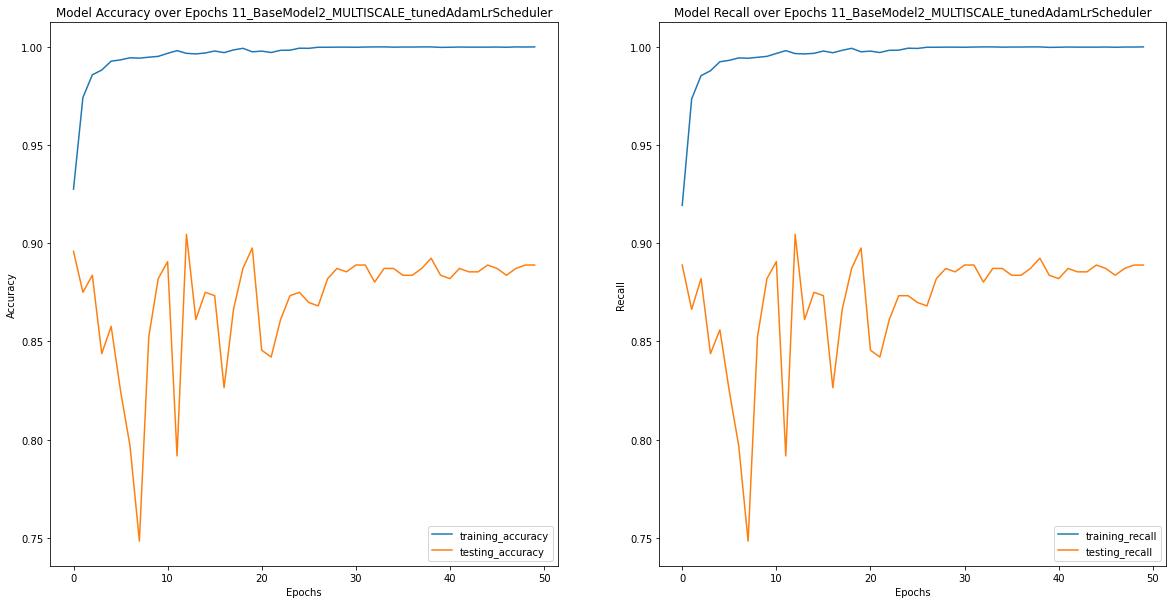 Model Accuracy over Epochs 11_BaseModel2_MULTISCALE_tunedAdamLrScheduler
1.00
0.95
0.90
0.85
0.80
0.75
Accuracy
training_accuracy
testing_accuracy
0 10 20 30 40 50
Epochs
Model Recall over Epochs 11_BaseModel2_MULTISCALE_tunedAdamLrScheduler
1.00
0.95
0.90
0.85
0.80
0.75
Recall
training_recall
testing_recall
0 10 20 30 40 50
Epochs